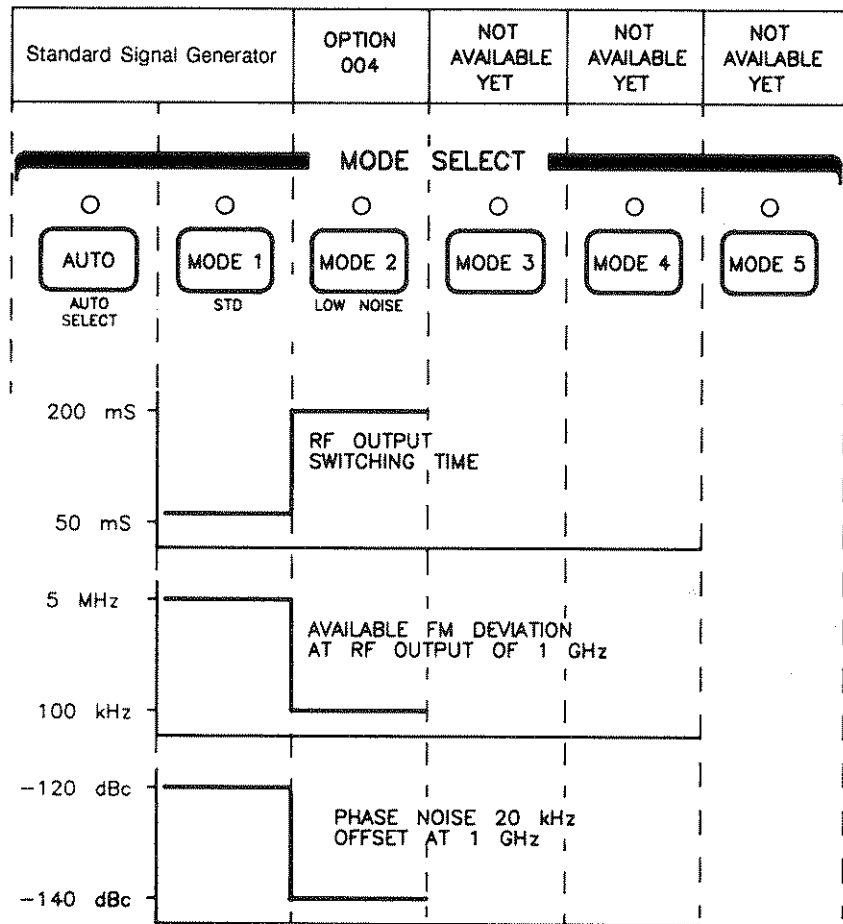 Standard Signal Generator
OPTION
004
NOT
AVAILABLE
YET
NOT
AVAILABLE
YET
NOT
AVAILABLE
YET
MODE SELECT
AUTO
MODE 1
MODE 2
MODE 3
MODE 4
MODE 5
AUTO
SELECT
STD
LOW NOISE
200 mS
RF OUTPUT
SWITCHING TIME
50 mS
5 MHz
AVAILABLE FM DEVIATION
AT RF OUTPUT OF 1 GHz
100 kHz
-120 dBc
PHASE NOISE 20 kHz
OFFSET AT 1 GHz
-140 dBc